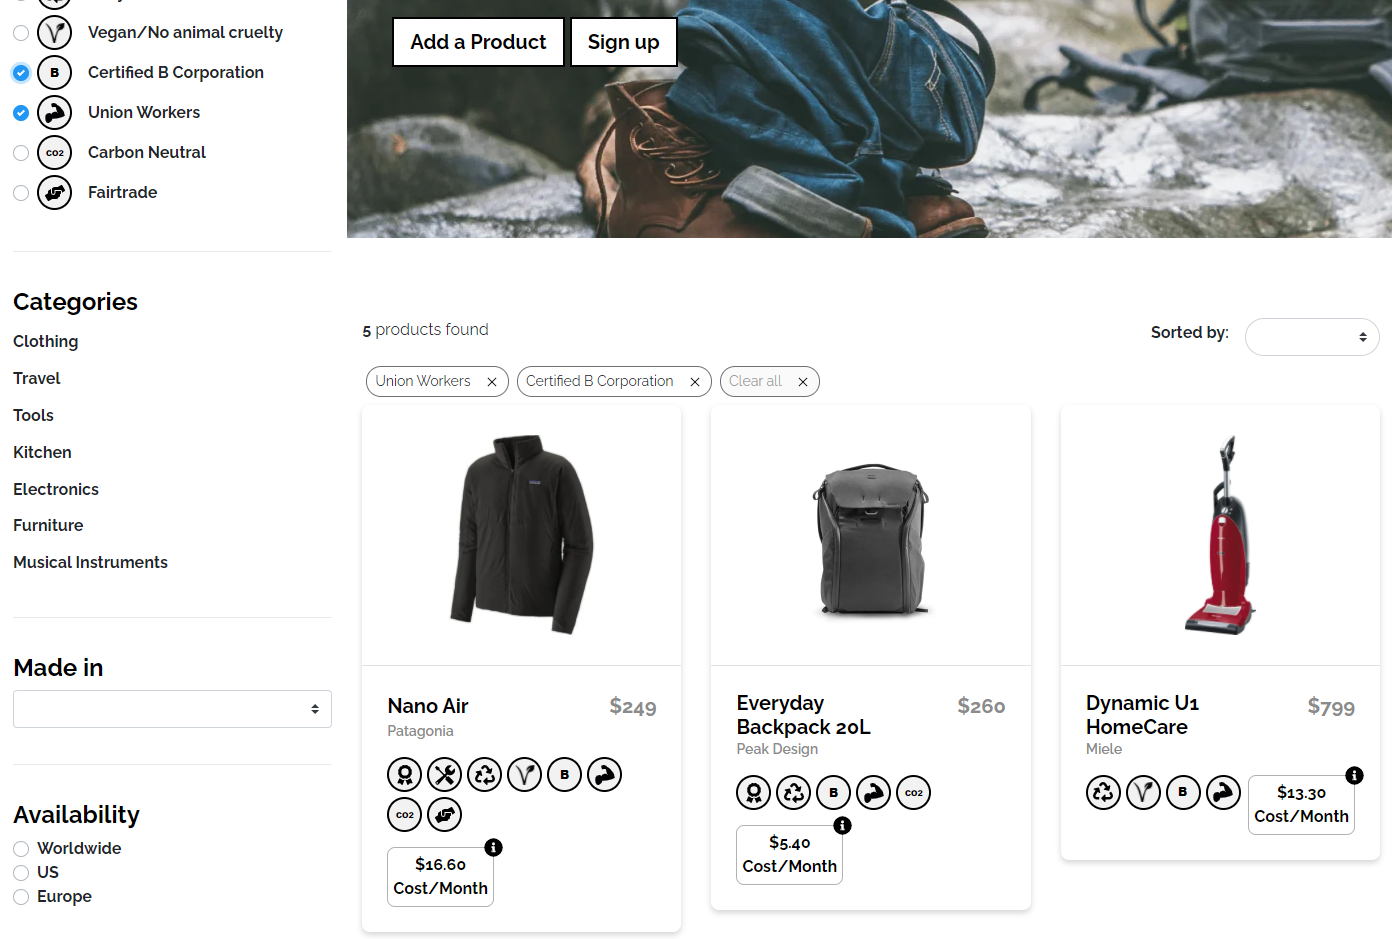 Vegan/No animal cruelty
B
Certified B Corporation
Union Workers
CO2
Carbon Neutral
Fairtrade
Categories
Clothing
Travel
Tools
Kitchen
Electronics
Furniture
Musical Instruments
Made in
Availability
Worldwide
US
Europe
Add a Product
Sign up
5 products found
Sorted by:
Union Workers
Certified B Corporation
Clear all
Nano Air
$249
Patagonia
B
CO2
$16.60
Cost/Month
Everyday
Backpack 20L
$260
Peak Design
B
CO2
$5.40
Cost/Month
Dynamic U1
HomeCare
$799
Miele
B
$13.30
Cost/Month